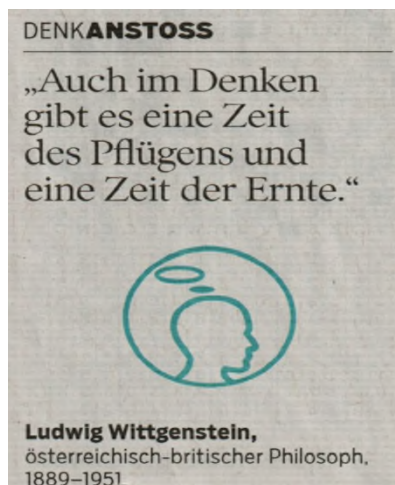 DENKANSTOSS
„Auch im Denken
gibt es eine Zeit
des Pflügens und
eine Zeit der Ernte.“
Ludwig Wittgenstein,
österreichisch-britischer Philosoph,
1889–1951